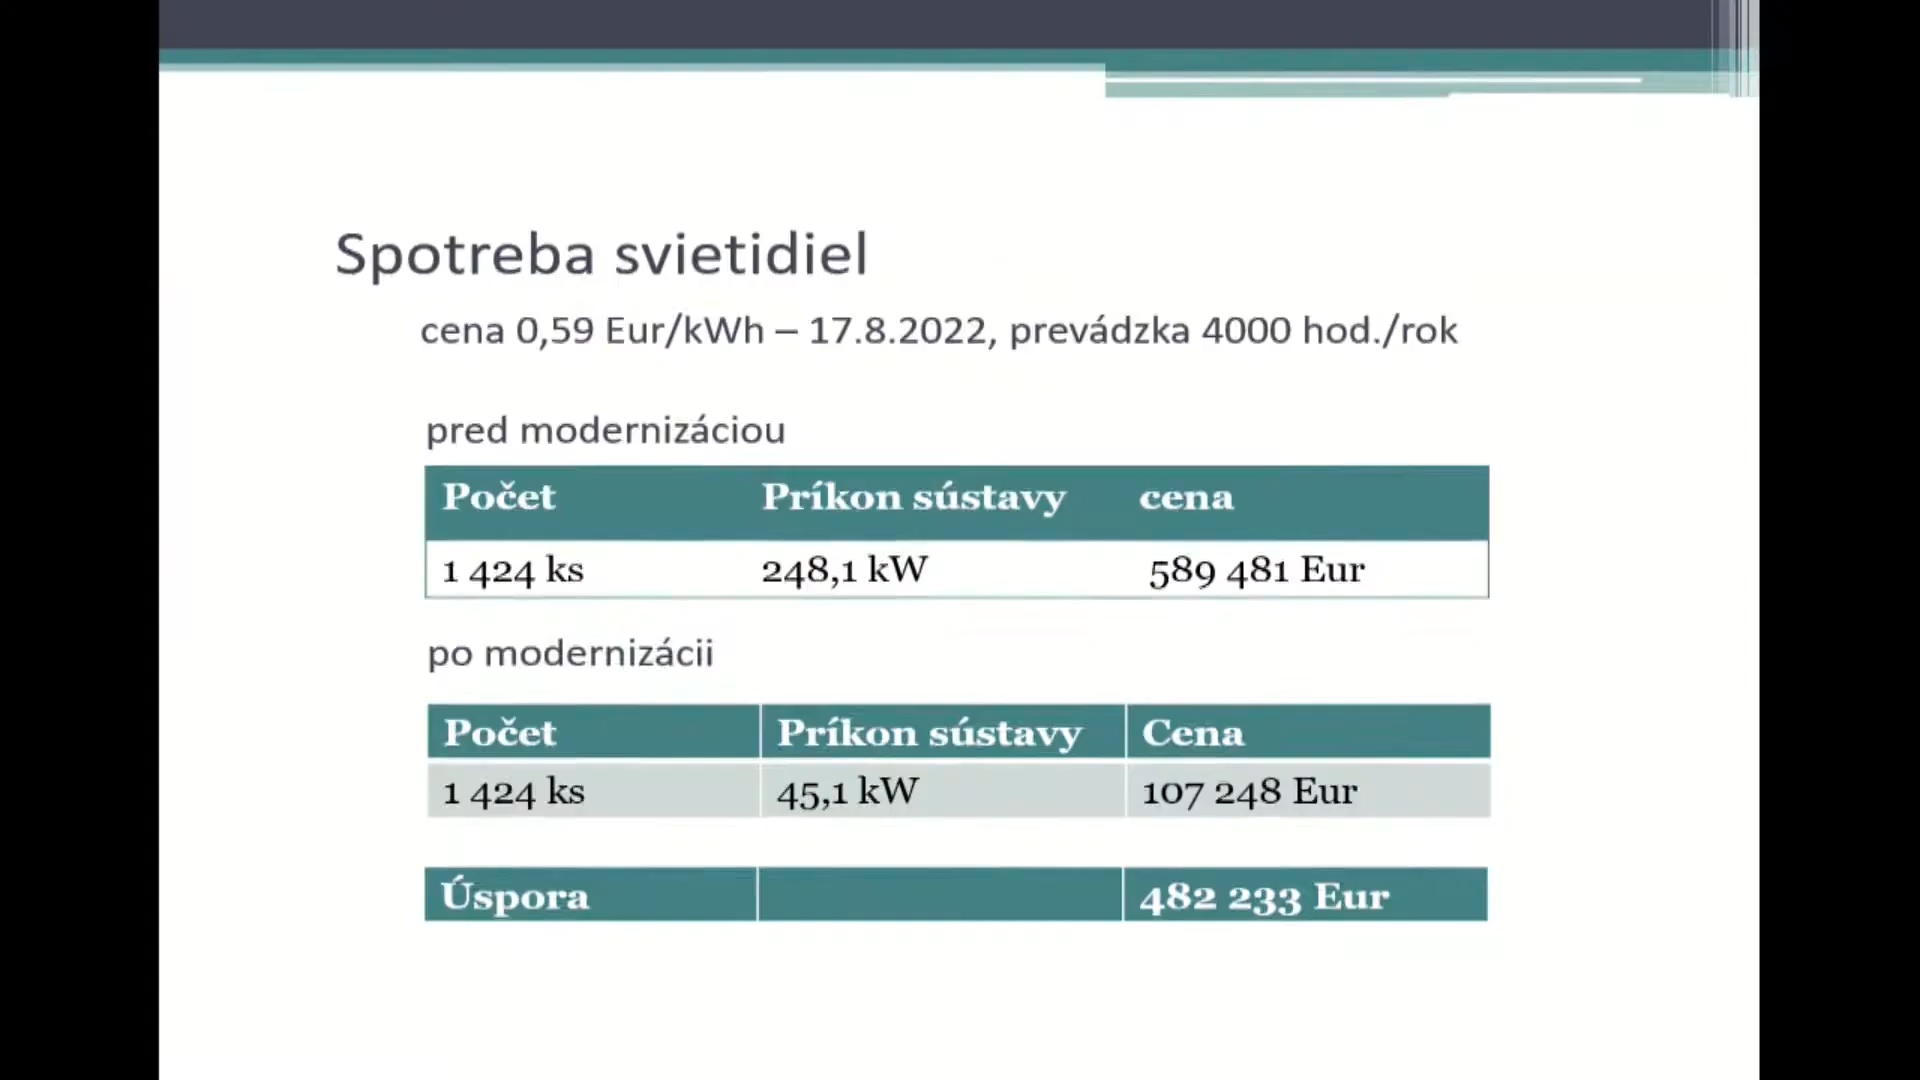 Spotreba svietidiel
cena 0,59 Eur/kWh – 17.8.2022, prevádzka 4000 hod./rok
pred modernizáciou
Počet Príkon sústavy cena
1 424 ks 248,1 kW 589 481 Eur
po modernizácii
Počet Príkon sústavy Cena
1 424 ks 45,1 kW 107 248 Eur
Úspora 482 233 Eur